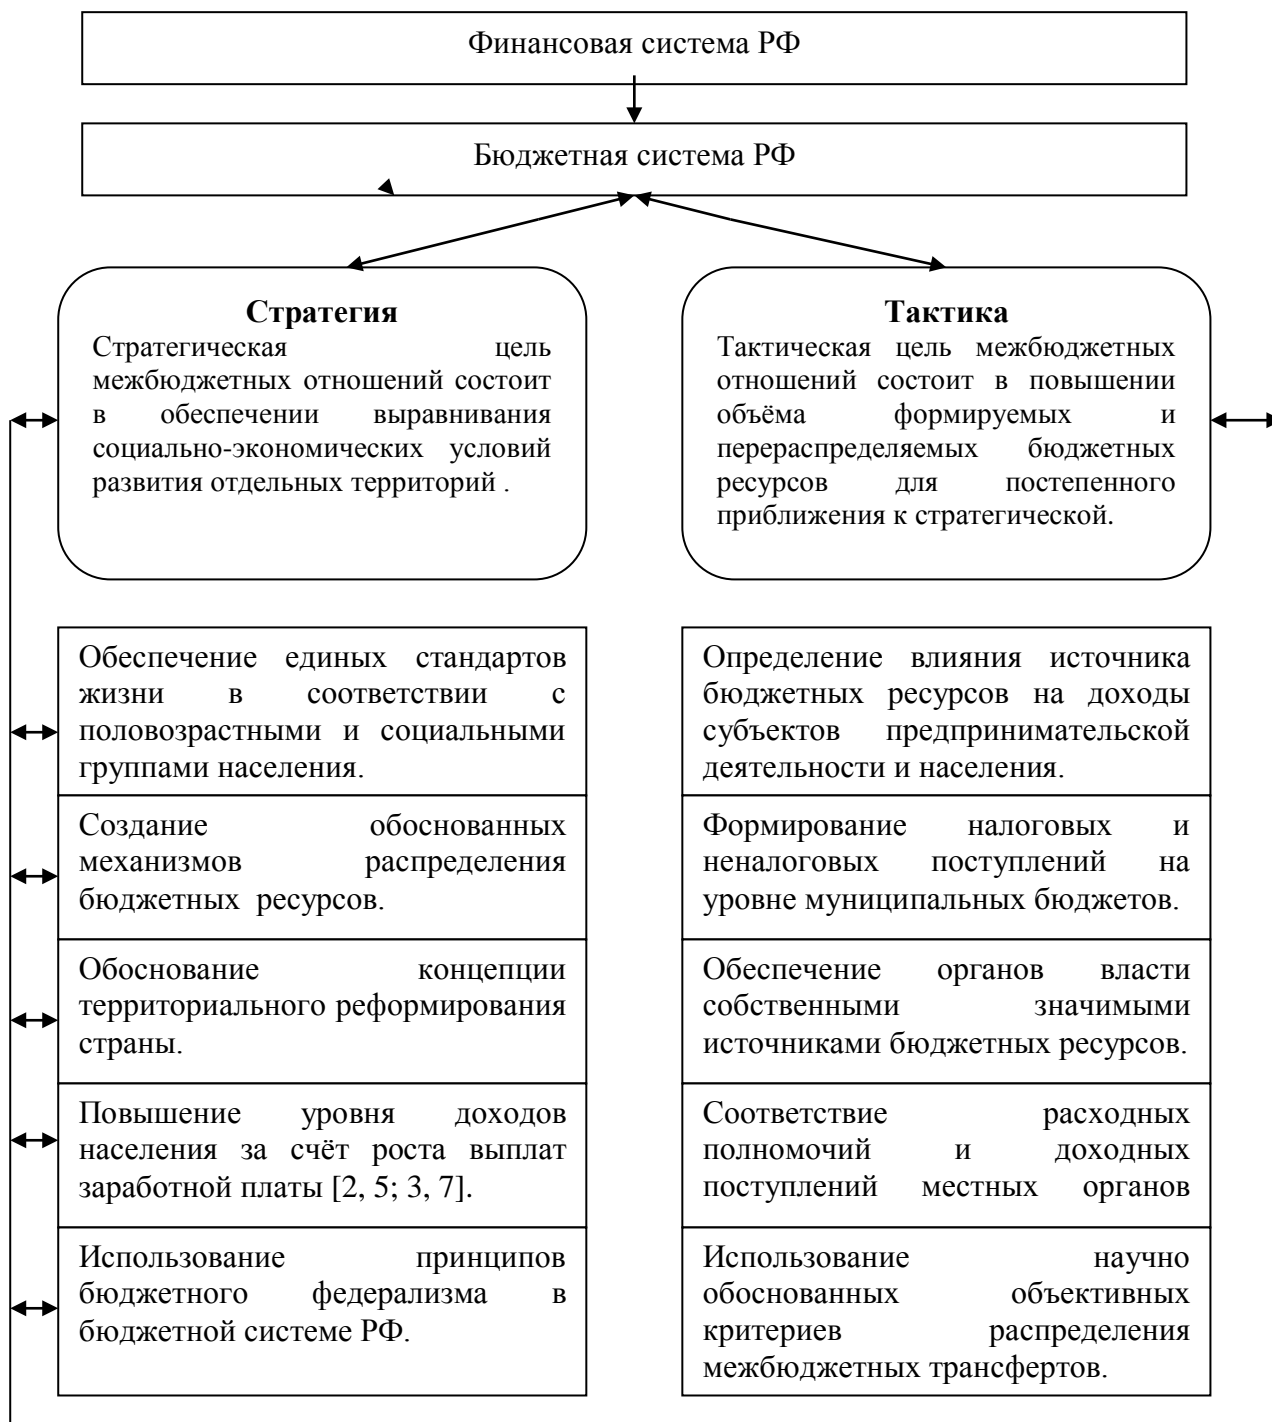 Финансовая система РФ
Бюджетная система РФ
Стратегия
Стратегическая цель
межбюджетных отношений состоит
в обеспечении выравнивания
социально-экономических условий
развития отдельных территорий .
Тактика
Тактическая цель межбюджетных
отношений состоит в повышении
объёма формируемых и
перераспределяемых бюджетных
ресурсов для постепенного
приближения к стратегической.
Обеспечение единых стандартов
жизни в соответствии с
половозрастными и социальными
группами населения.
Создание обоснованных
механизмов распределения
бюджетных ресурсов.
Обоснование концепции
территориального реформирования
страны.
Повышение уровня доходов
населения за счёт роста выплат
заработной платы [2, 5; 3, 7].
Использование принципов
бюджетного федерализма в
бюджетной системе РФ.
Определение влияния источника
бюджетных ресурсов на доходы
субъектов предпринимательской
деятельности и населения.
Формирование налоговых и
неналоговых поступлений на
уровне муниципальных бюджетов.
Обеспечение органов власти
собственными значимыми
источниками бюджетных ресурсов.
Соответствие расходных
полномочий и доходных
поступлений местных органов
Использование научно
обоснованных объективных
критериев распределения
межбюджетных трансфертов.